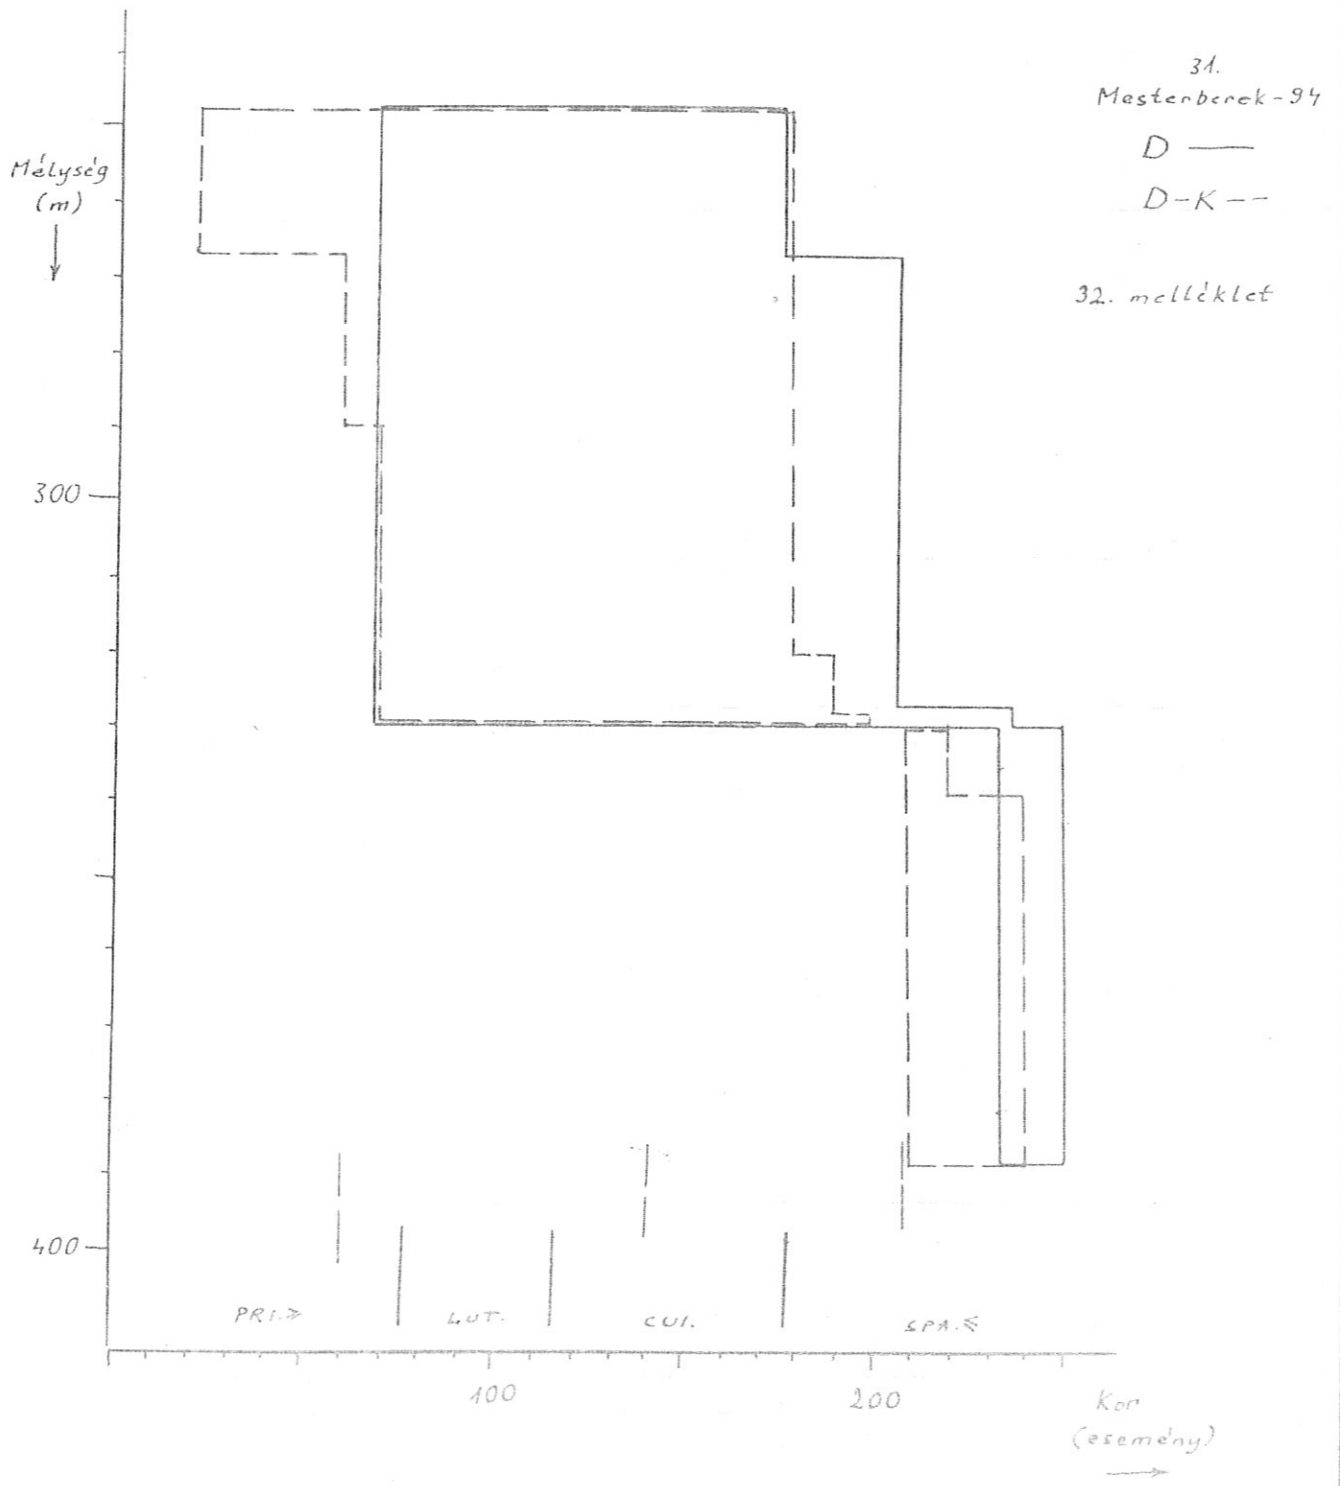 31.
Mesterberek-94
D —
D-K --
32. melléklet
Mélység
(m)
300
400
PRI.≥ LUT. CUI. SPA.≤
100 200
Kor
(esemény)